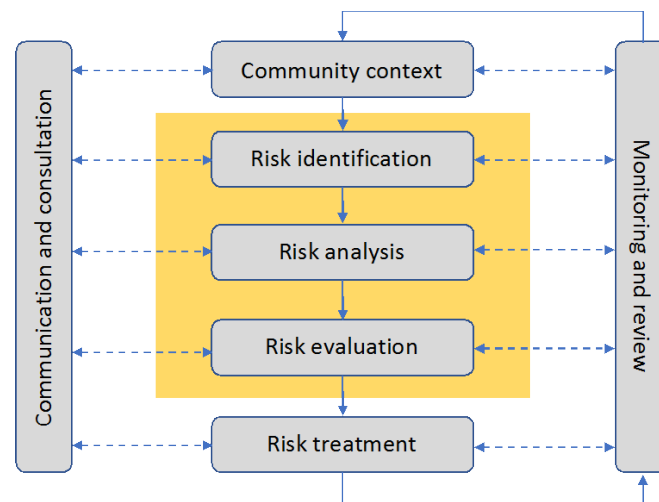 Community context
Risk identification
Risk analysis
Risk evaluation
Risk treatment
Communication and consultation
Monitoring and review